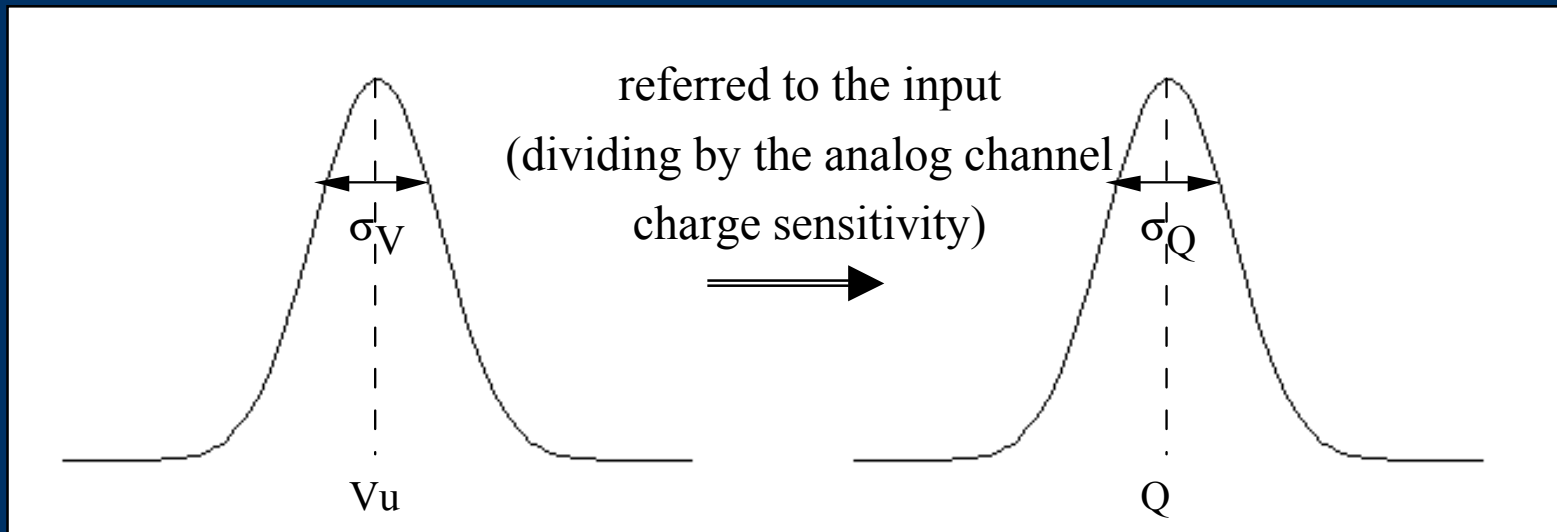 referred to the input
(dividing by the analog channel
charge sensitivity)
σV
σQ
Vu
Q